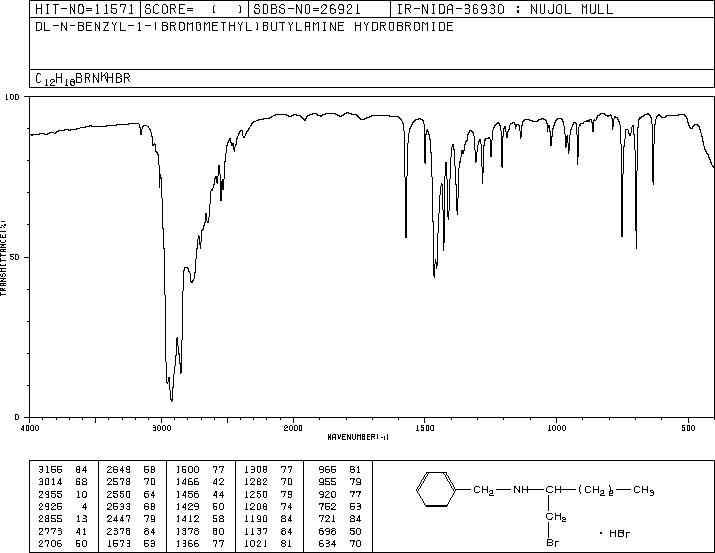 HIT-NO=11571 SCORE= ( ) SDBS-NO=26921 IR-NIDA-36930 : NUJOL MULL
DL-N-BENZYL-1-(BROMOMETHYL)BUTYLAMINE HYDROBROMIDE
C12H18BRN HBR
100
50
0
TRANSMITTANCE(%)
4000 3000 2000 1500 1000 500
WAVENUMBER(-1)
3155 84 2649 58 1600 77 1308 77 966 81
3014 68 2578 70 1466 42 1282 70 955 79
2955 10 2550 64 1456 44 1250 79 920 77
2925 4 2533 68 1429 50 1208 74 752 53
2855 13 2447 79 1412 58 1190 84 721 84
2773 41 2378 84 1378 60 1137 84 698 50
2706 50 1573 53 1366 77 1021 81 634 70
CH2 NH CH (CH2)2 CH3
CH2
Br
· HBr